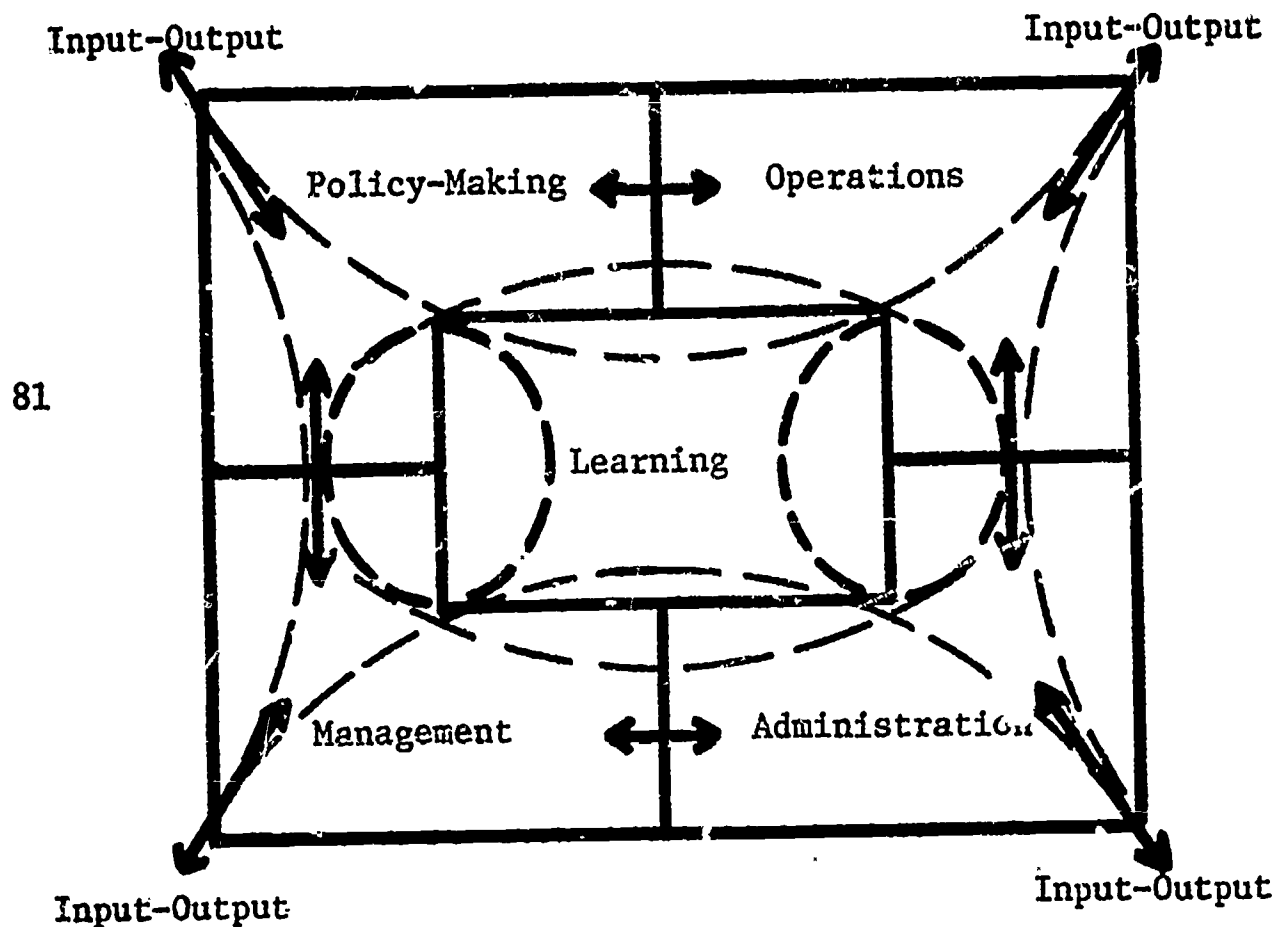 Input-Output Input-Output
Policy-Making Operations
81
Learning
Management Administration
Input-Output Input-Output